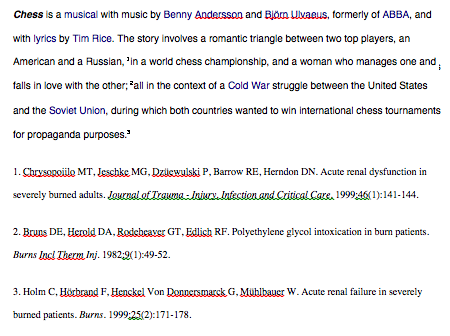 Chess is a musical with music by Benny Andersson and Björn Ulvaeus, formerly of ABBA, and
with lyrics by Tim Rice. The story involves a romantic triangle between two top players, an
American and a Russian, ¹in a world chess championship, and a woman who manages one and
falls in love with the other; ²all in the context of a Cold War struggle between the United States
and the Soviet Union, during which both countries wanted to win international chess tournaments
for propaganda purposes.³
1. Chrysopoiilo MT, Jeschke MG, Dziewulski P, Barrow RE, Herndon DN. Acute renal dysfunction in
severely burned adults. Journal of Trauma - Injury, Infection and Critical Care. 1999;46(1):141-144.
2. Bruns DE, Herold DA, Rodeheaver GT, Edlich RF. Polyethylene glycol intoxication in burn patients.
Burns Incl Therm Inj. 1982;9(1):49-52.
3. Holm C, Hörbrand F, Henckel Von Donnersmarck G, Mühlbauer W. Acute renal failure in severely
burned patients. Burns. 1999;25(2):171-178.